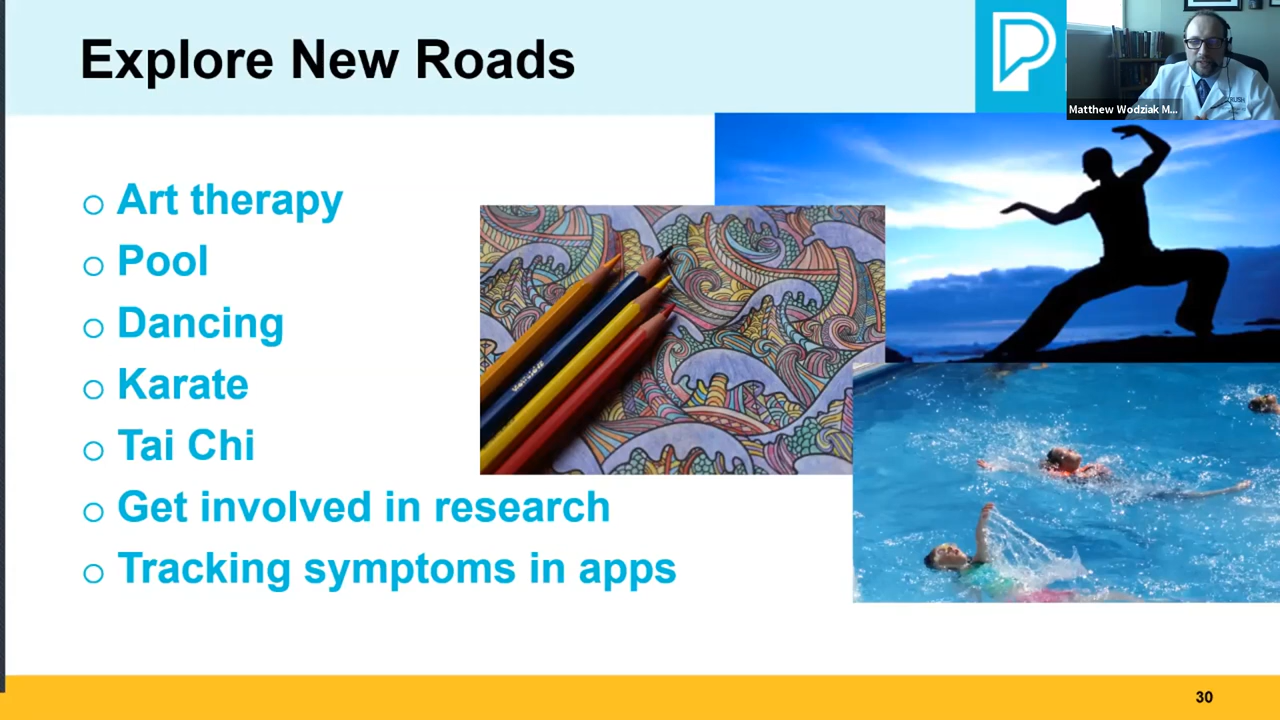 Explore New Roads
Matthew Wodziak M...
RUSH
Art therapy
Pool
Dancing
Karate
Tai Chi
Get involved in research
Tracking symptoms in apps
30